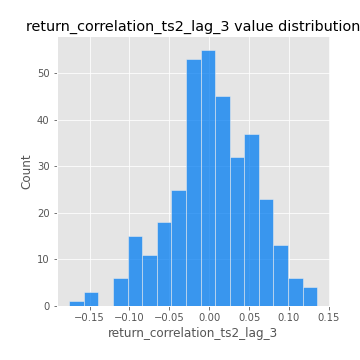 return_correlation_ts2_lag_3 value distribution
Count
50
40
30
20
10
0
−0.15 −0.10 −0.05 0.00 0.05 0.10 0.15
return_correlation_ts2_lag_3